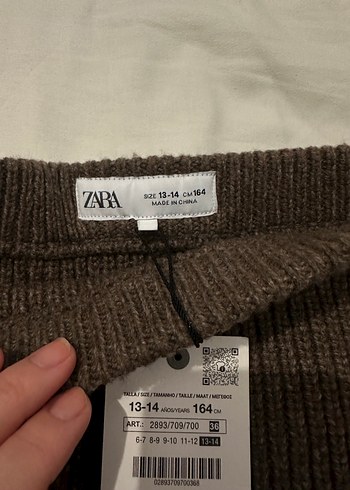 ZARA
SIZE 13-14 CM 164
MADE IN CHINA
TALLA / SIZE / TAMANHO / TAILLE / MAAT / ΜΕΓΕΘΟΣ
13-14 AÑOS/YEARS 164 CM
ART.: 2893/709/700 36
6-7 8-9 9-10 11-12 13-14
02893709700368